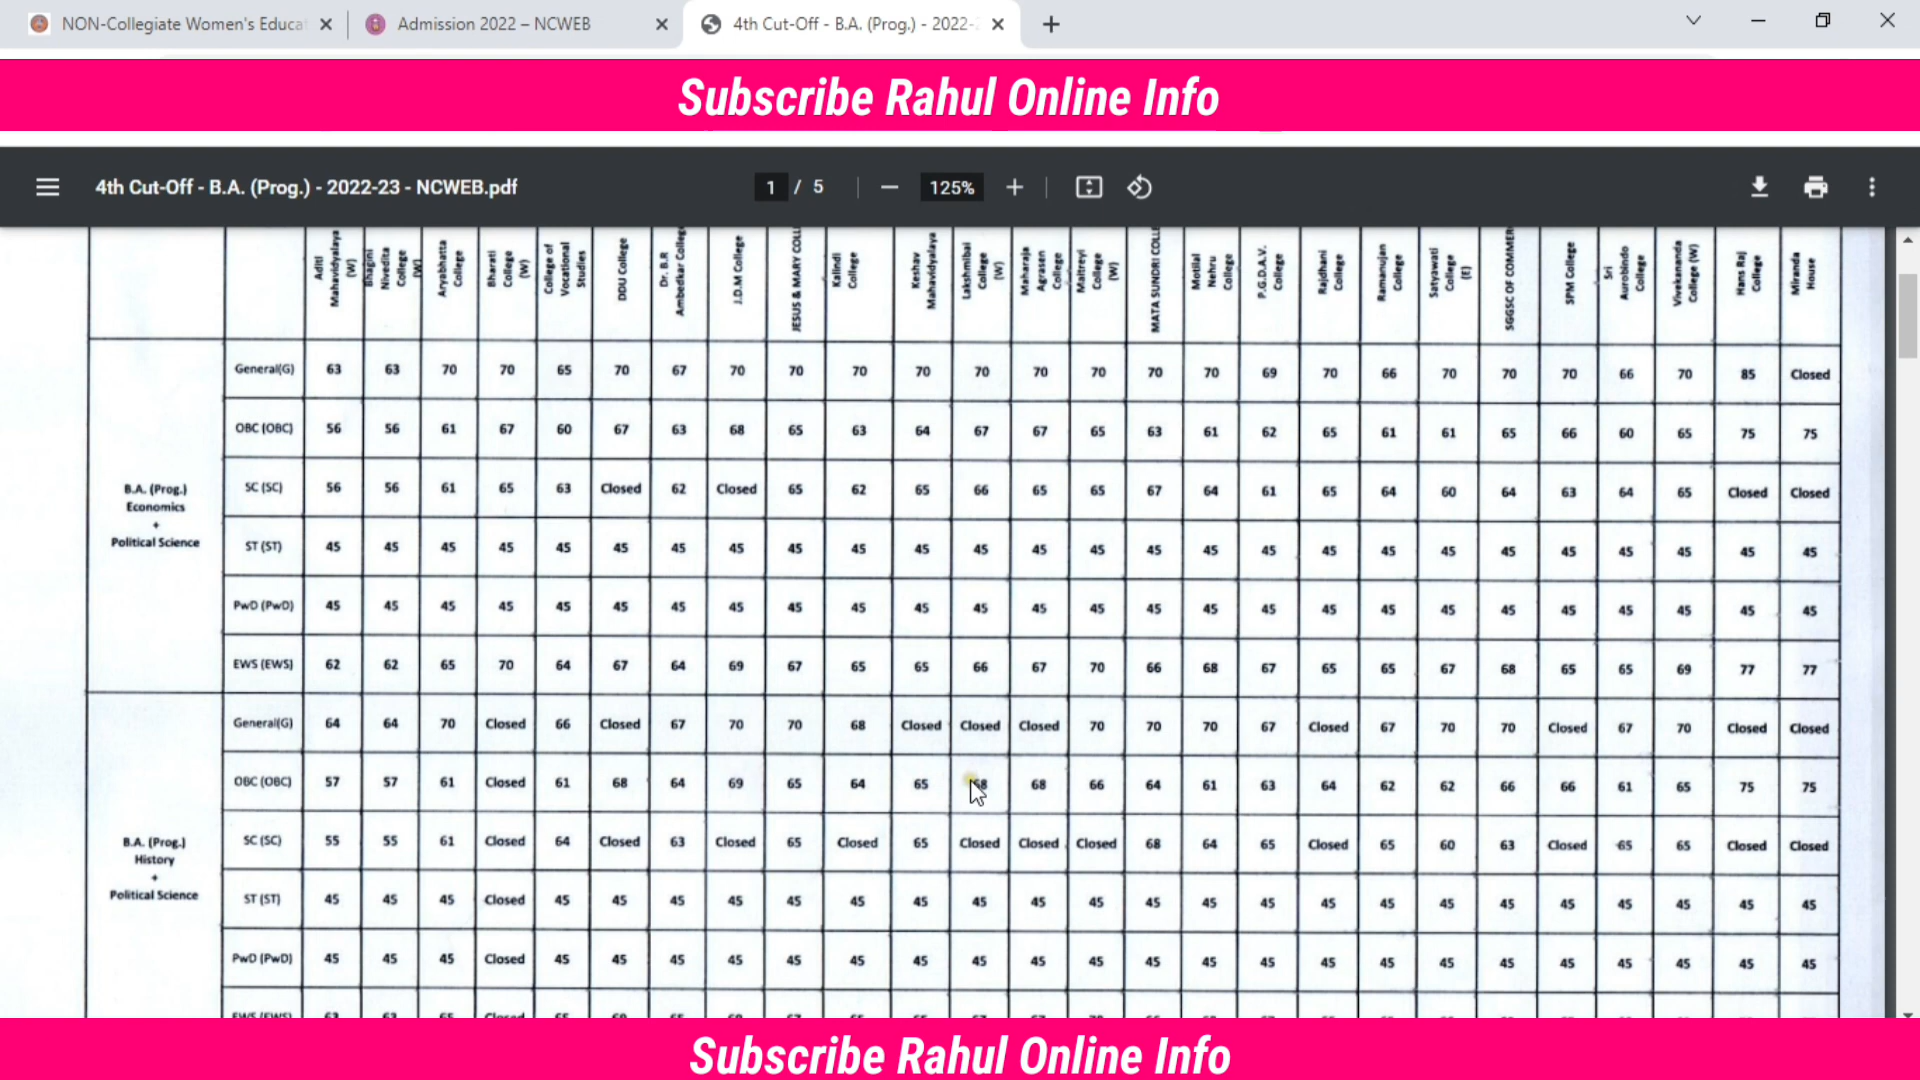 NON-Collegiate Women's Educat
Admission 2022 – NCWEB
4th Cut-Off - B.A. (Prog.) - 2022-
Subscribe Rahul Online Info
4th Cut-Off - B.A. (Prog.) - 2022-23 - NCWEB.pdf
1 / 5
125%
Aditi Mahavidyalaya (W)
Bhagini Nivedita College (W)
Aryabhatta College
Bharati College (W)
College of Vocational Studies
DDU College
Dr. B.R Ambedkar College
J.D.M College
JESUS & MARY COLL
Kalindi College
Keshav Mahavidyalaya
Lakshmibai College (W)
Maharaja Agrasen College
Maitreyi College (W)
MATA SUNDRI COLL
Motilal Nehru College
P.G.D.A.V. College
Rajdhani College
Ramanujan College
Satyawati College (E)
SGGSC OF COMMER
SPM College
Sri Aurobindo College
Vivekananda College (W)
Hans Raj College
Miranda House
B.A. (Prog.)
Economics
+
Political Science
General(G) 63 63 70 70 65 70 67 70 70 70 70 70 70 70 70 70 69 70 66 70 70 70 66 70 85 Closed
OBC (OBC) 56 56 61 67 60 67 63 68 65 63 64 67 67 65 63 61 62 65 61 61 65 66 60 65 75 75
SC (SC) 56 56 61 65 63 Closed 62 Closed 65 62 65 66 65 65 67 64 61 65 64 60 64 63 64 65 Closed Closed
ST (ST) 45 45 45 45 45 45 45 45 45 45 45 45 45 45 45 45 45 45 45 45 45 45 45 45 45 45
PwD (PwD) 45 45 45 45 45 45 45 45 45 45 45 45 45 45 45 45 45 45 45 45 45 45 45 45 45 45
EWS (EWS) 62 62 65 70 64 67 64 69 67 65 65 66 67 70 66 68 67 65 65 67 68 65 65 69 77 77
B.A. (Prog.)
History
+
Political Science
General(G) 64 64 70 Closed 66 Closed 67 70 70 68 Closed Closed Closed 70 70 70 67 Closed 67 70 70 Closed 67 70 Closed Closed
OBC (OBC) 57 57 61 Closed 61 68 64 69 65 64 65 68 68 66 64 61 63 64 62 62 66 66 61 65 75 75
SC (SC) 55 55 61 Closed 64 Closed 63 Closed 65 Closed 65 Closed Closed Closed 68 64 65 Closed 65 60 63 Closed 65 65 Closed Closed
ST (ST) 45 45 45 Closed 45 45 45 45 45 45 45 45 45 45 45 45 45 45 45 45 45 45 45 45 45 45
PwD (PwD) 45 45 45 Closed 45 45 45 45 45 45 45 45 45 45 45 45 45 45 45 45 45 45 45 45 45 45
Subscribe Rahul Online Info